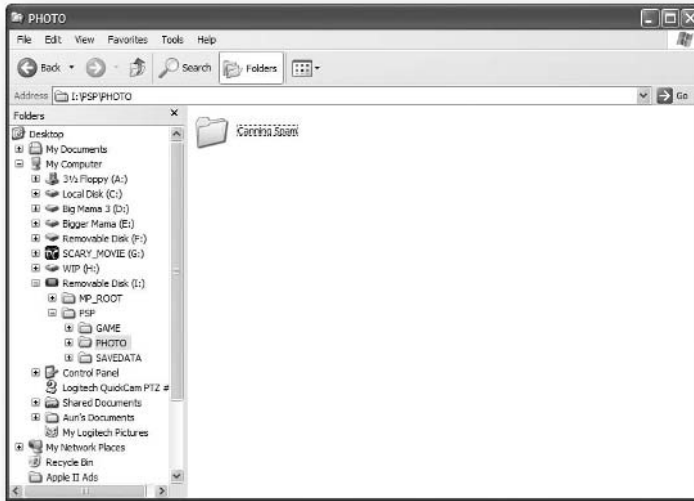 PHOTO
File Edit View Favorites Tools Help
Back Search Folders
Address I:\PSP\PHOTO Go
Folders
Desktop
My Documents
My Computer
3½ Floppy (A:)
Local Disk (C:)
Big Mama 3 (D:)
Bigger Mama (E:)
Removable Disk (F:)
SCARY_MOVIE (G:)
WIP (H:)
Removable Disk (I:)
MP_ROOT
PSP
GAME
PHOTO
SAVEDATA
Control Panel
Logitech QuickCam PTZ #
Shared Documents
Aun's Documents
My Logitech Pictures
My Network Places
Recycle Bin
Apple II Ads
Canning Spam